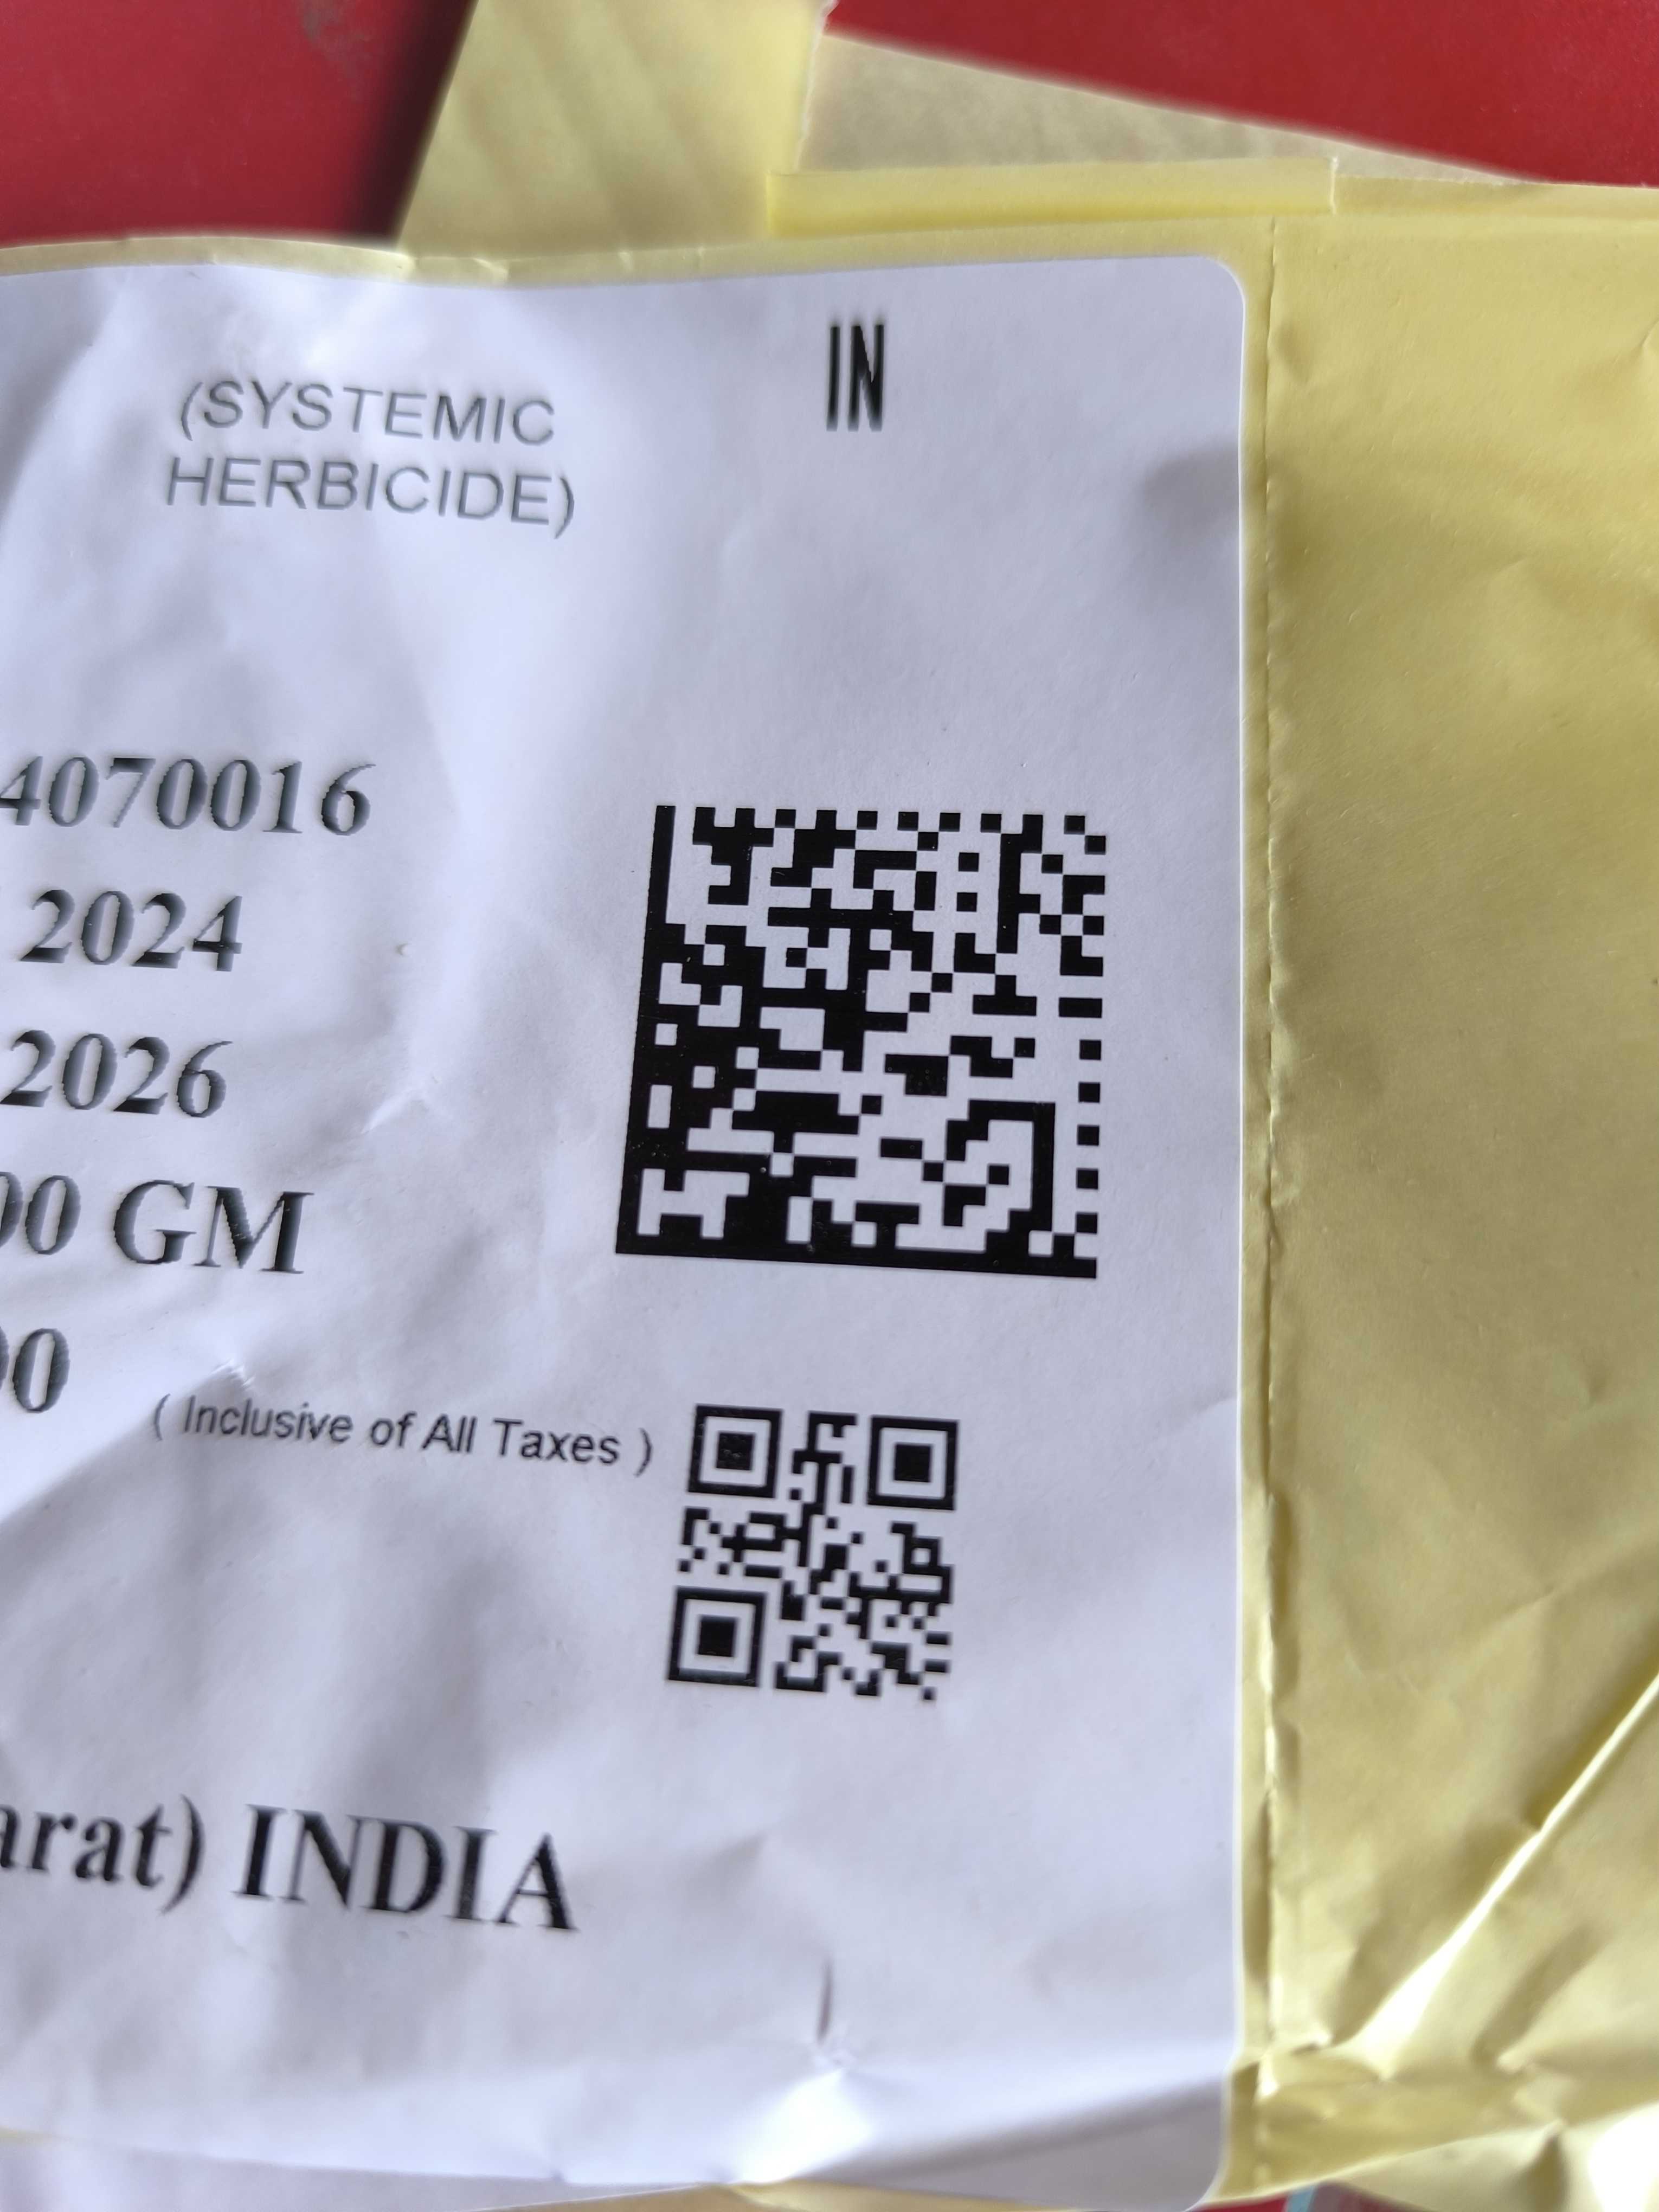 IN
(SYSTEMIC
HERBICIDE)
4070016
2024
2026
00 GM
00
( Inclusive of All Taxes )
arat) INDIA